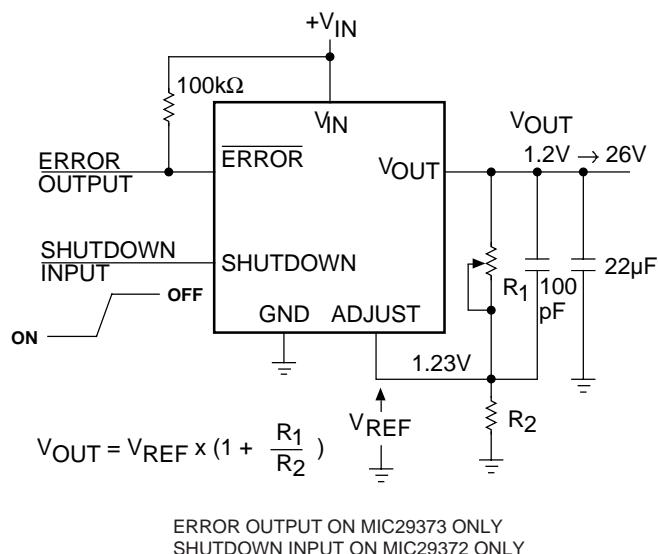 +VIN
100kΩ
VIN
VOUT
1.2V → 26V
ERROR
OUTPUT
ERROR
VOUT
SHUTDOWN
INPUT
SHUTDOWN
R1
100
pF
22µF
OFF
ON
GND ADJUST
1.23V
VREF
R2
VOUT = VREF x (1 + R1/R2 )
ERROR OUTPUT ON MIC29373 ONLY
SHUTDOWN INPUT ON MIC29372 ONLY